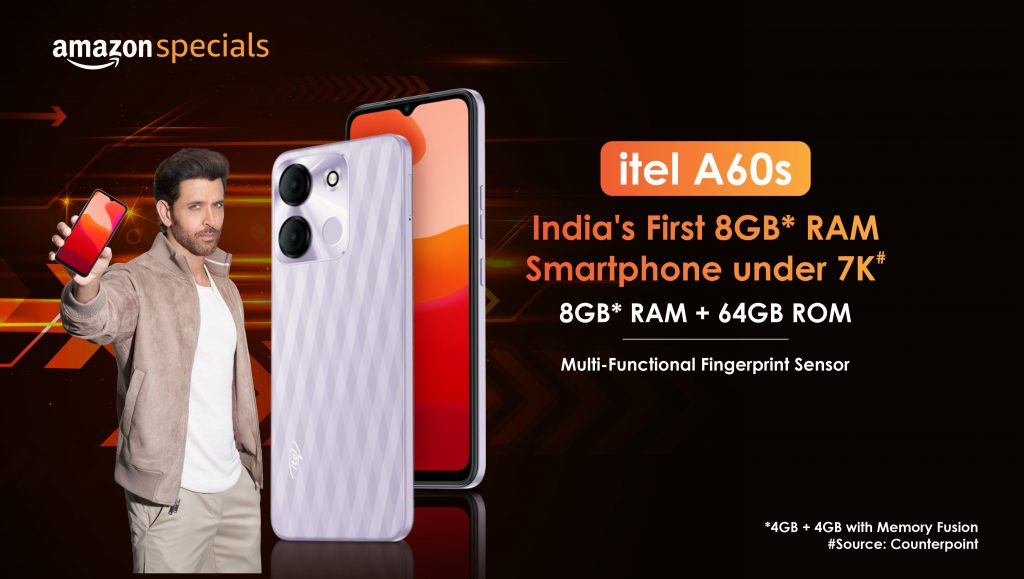 amazon specials
itel A60s
India's First 8GB* RAM
Smartphone under 7K#
8GB* RAM + 64GB ROM
Multi-Functional Fingerprint Sensor
itel
*4GB + 4GB with Memory Fusion
#Source: Counterpoint